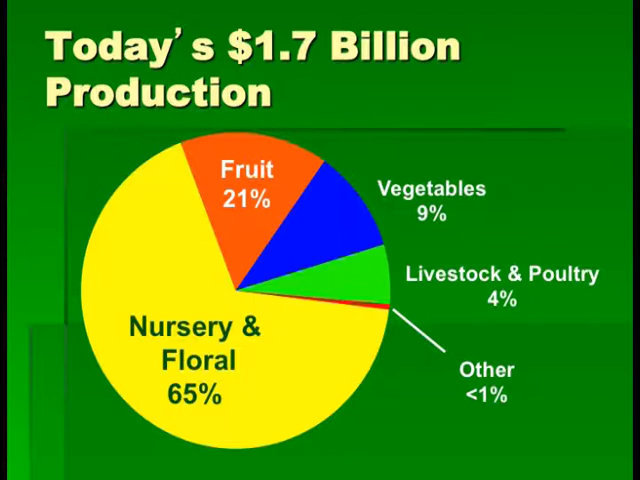 Today's $1.7 Billion
Production
Fruit
21%
Vegetables
9%
Livestock & Poultry
4%
Nursery &
Floral
65%
Other
<1%